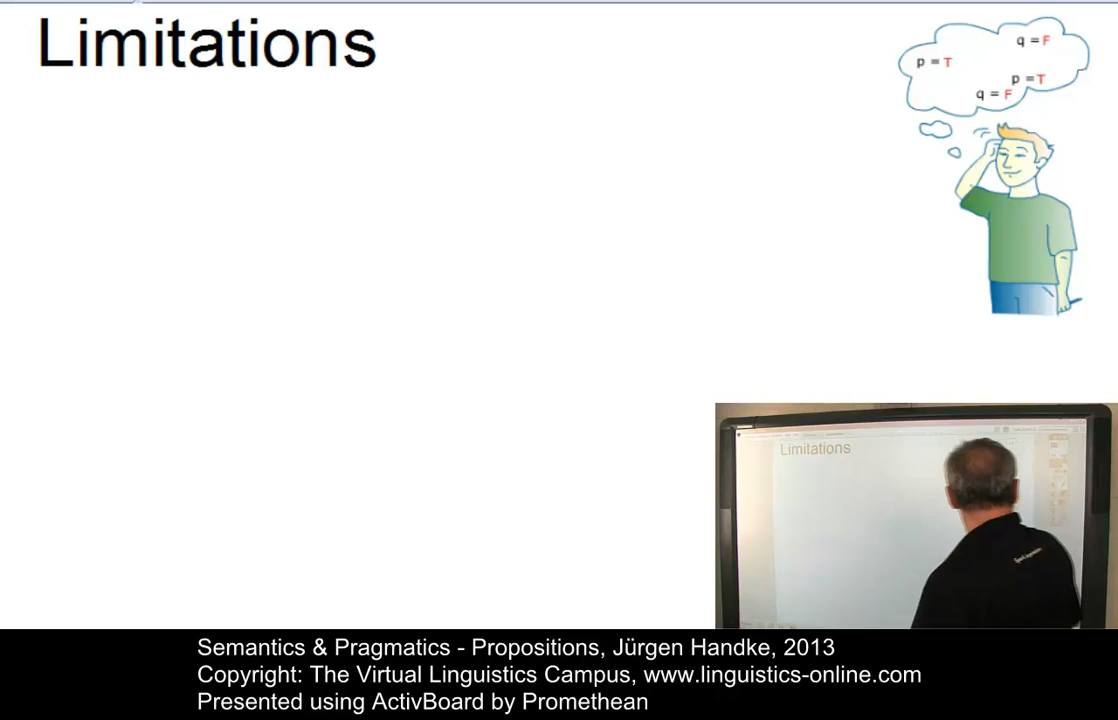 Limitations
q = F
p = T
p = T
q = F
Limitations
Semantics & Pragmatics - Propositions, Jürgen Handke, 2013
Copyright: The Virtual Linguistics Campus, www.linguistics-online.com
Presented using ActivBoard by Promethean